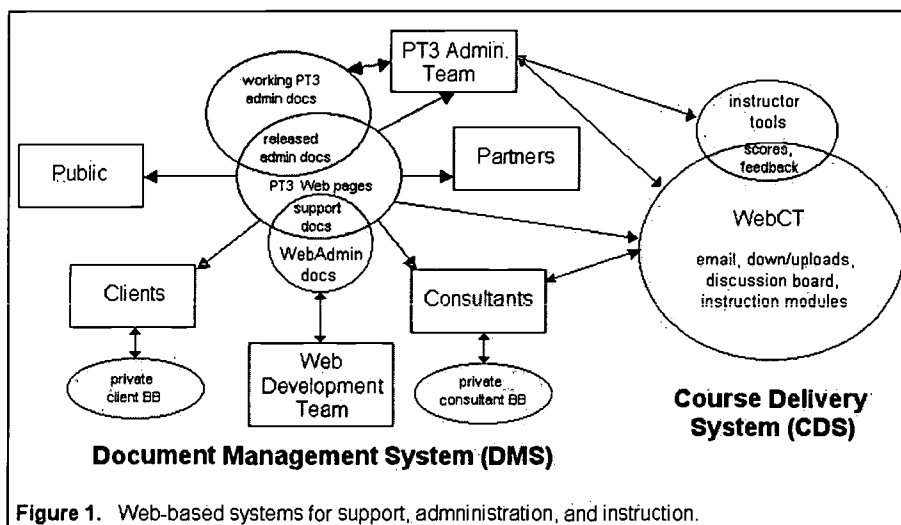 PT3 Admin.
Team
working PT3
admin docs
instructor
tools
released
admin docs
scores,
feedback
Public
Partners
PT3 Web pages
support
docs
WebCT
WebAdmin
docs
email, down/uploads,
discussion board,
instruction modules
Clients
Consultants
Web
Development
Team
private
client BB
private
consultant BB
Course Delivery
System (CDS)
Document Management System (DMS)
Figure 1. Web-based systems for support, admninistration, and instruction.